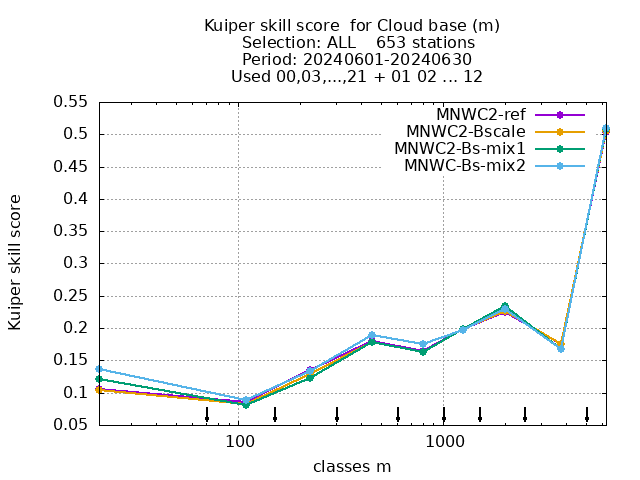 Kuiper skill score  for Cloud base (m)
Selection: ALL    653 stations
Period: 20240601-20240630
Used 00,03,...,21 + 01 02 ... 12
MNWC2-ref
MNWC2-Bscale
MNWC2-Bs-mix1
MNWC-Bs-mix2
Kuiper skill score
0.55
0.5
0.45
0.4
0.35
0.3
0.25
0.2
0.15
0.1
0.05
100
1000
classes m